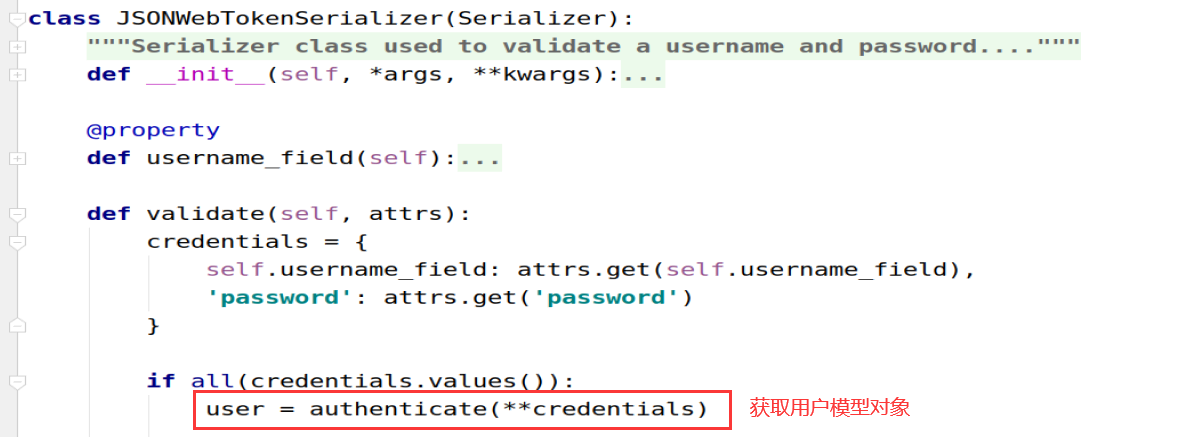 class JSONWebTokenSerializer(Serializer):
"""Serializer class used to validate a username and password...."""
def __init__(self, *args, **kwargs):...
@property
def username_field(self):...
def validate(self, attrs):
credentials = {
self.username_field: attrs.get(self.username_field),
'password': attrs.get('password')
}
if all(credentials.values()):
user = authenticate(**credentials) 获取用户模型对象